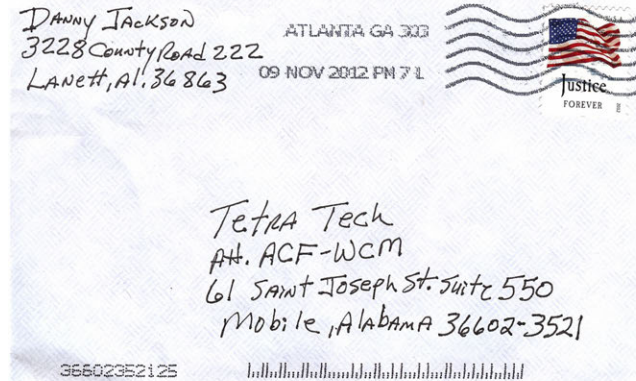 Danny Jackson
3228 County Road 222
Lanett, Al. 36863
ATLANTA GA 303
09 NOV 2012 PM 7 L
Justice
FOREVER
Tetra Tech
Att. ACF-WCM
61 Saint Joseph St. Suite 550
Mobile, Alabama 36602-3521
36602352125